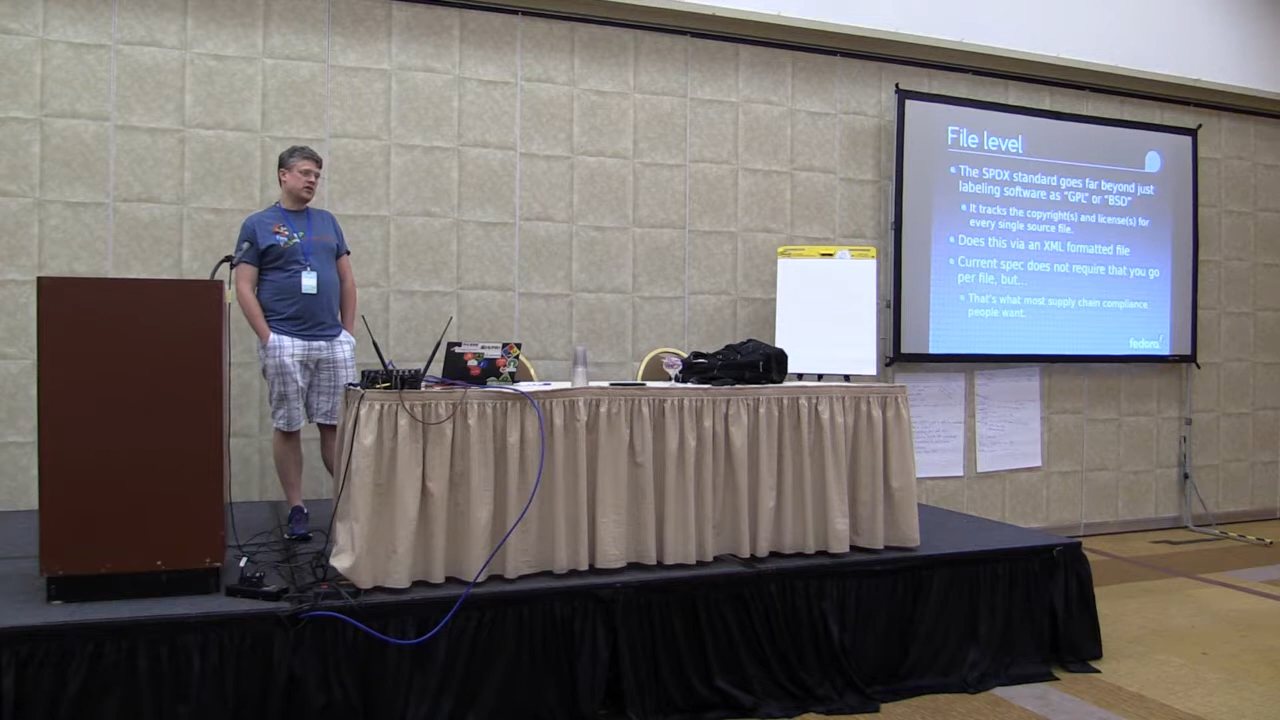 File level
The SPDX standard goes far beyond just
labeling software as "GPL" or "BSD"
It tracks the copyright(s) and license(s) for
every single source file.
Does this via an XML formatted file
Current spec does not require that you go
per file, but...
That's what most supply chain compliance
people want.
fedora